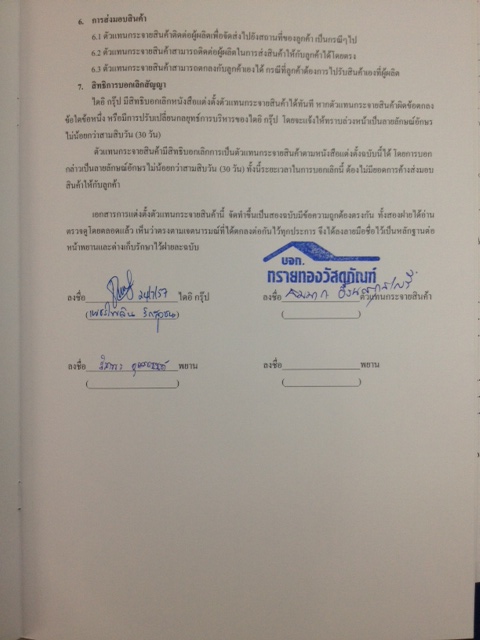 6. การส่งมอบสินค้า
6.1 ตัวแทนกระจายสินค้าติดต่อผู้ผลิตเพื่อจัดส่งไปยังสถานที่ของลูกค้า เป็นกรณีๆไป
6.2 ตัวแทนกระจายสินค้าสามารถติดต่อผู้ผลิตในการส่งสินค้าให้กับลูกค้าได้โดยตรง
6.3 ตัวแทนกระจายสินค้าสามารถตกลงกับลูกค้าเองได้ กรณีที่ลูกค้าต้องการไปรับสินค้าเองที่ผู้ผลิต
7. สิทธิการบอกเลิกสัญญา
ไดอิ กรุ๊ป มีสิทธิบอกเลิกหนังสือแต่งตั้งตัวแทนกระจายสินค้าได้ทันที หากตัวแทนกระจายสินค้าผิดข้อตกลง
ข้อใดข้อหนึ่ง หรือมีการปรับเปลี่ยนกลยุทธ์การบริหารของไดอิ กรุ๊ป โดยจะแจ้งให้ทราบล่วงหน้าเป็นลายลักษณ์อักษร
ไม่น้อยกว่าสามสิบวัน (30 วัน)
ตัวแทนกระจายสินค้ามีสิทธิบอกเลิกการเป็นตัวแทนกระจายสินค้าตามหนังสือแต่งตั้งฉบับนี้ได้ โดยการบอก
กล่าวเป็นลายลักษณ์อักษรไม่น้อยกว่าสามสิบวัน (30 วัน) ทั้งนี้ระยะเวลาในการบอกเลิกนี้ ต้องไม่มียอดการค้างส่งมอบ
สินค้าให้กับลูกค้า
เอกสารการแต่งตั้งตัวแทนกระจายสินค้านี้ จัดทำขึ้นเป็นสองฉบับมีข้อความถูกต้องตรงกัน ทั้งสองฝ่ายได้อ่าน
ตรวจดูโดยตลอดแล้ว เห็นว่าตรงตามเจตนารมณ์ที่ได้ตกลงต่อกันไว้ทุกประการ จึงได้ลงลายมือชื่อไว้เป็นหลักฐานต่อ
หน้าพยานและต่างเก็บรักษาไว้ฝ่ายละฉบับ
บจก.
ทรายทองวัสดุภัณฑ์
ลงชื่อ ไดอิ กรุ๊ป
ลงชื่อ ตัวแทนกระจายสินค้า
ลงชื่อ พยาน
ลงชื่อ พยาน